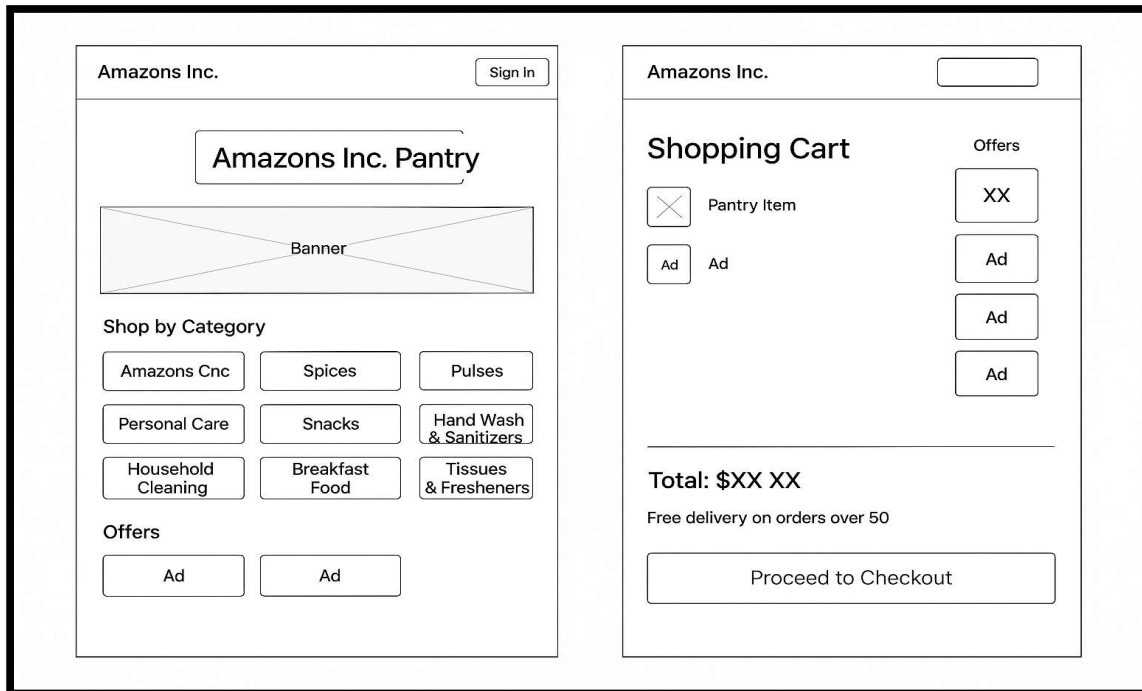 Amazons Inc.
Sign In
Amazons Inc. Pantry
Banner
Shop by Category
Amazons Cnc
Spices
Pulses
Personal Care
Snacks
Hand Wash
& Sanitizers
Household
Cleaning
Breakfast
Food
Tissues
& Fresheners
Offers
Ad
Ad
Amazons Inc.
Shopping Cart
Pantry Item
Ad
Ad
Offers
XX
Ad
Ad
Ad
Total: $XX XX
Free delivery on orders over 50
Proceed to Checkout